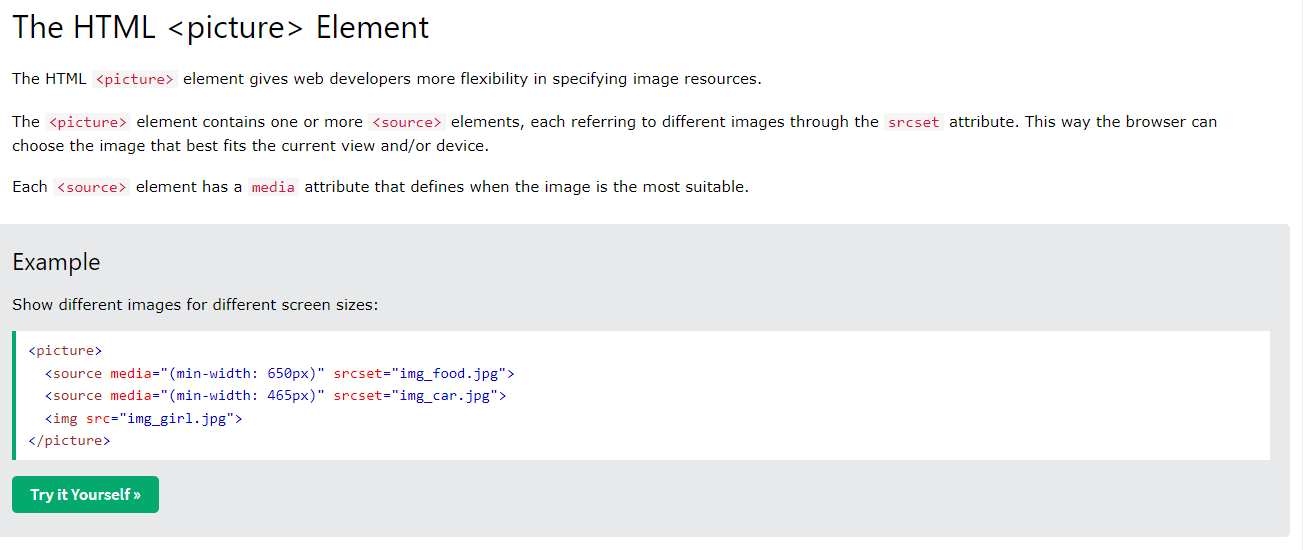 The HTML <picture> Element
The HTML <picture> element gives web developers more flexibility in specifying image resources.
The <picture> element contains one or more <source> elements, each referring to different images through the srcset attribute. This way the browser can
choose the image that best fits the current view and/or device.
Each <source> element has a media attribute that defines when the image is the most suitable.
Example
Show different images for different screen sizes:
<picture>
  <source media="(min-width: 650px)" srcset="img_food.jpg">
  <source media="(min-width: 465px)" srcset="img_car.jpg">
  <img src="img_girl.jpg">
</picture>
Try it Yourself »